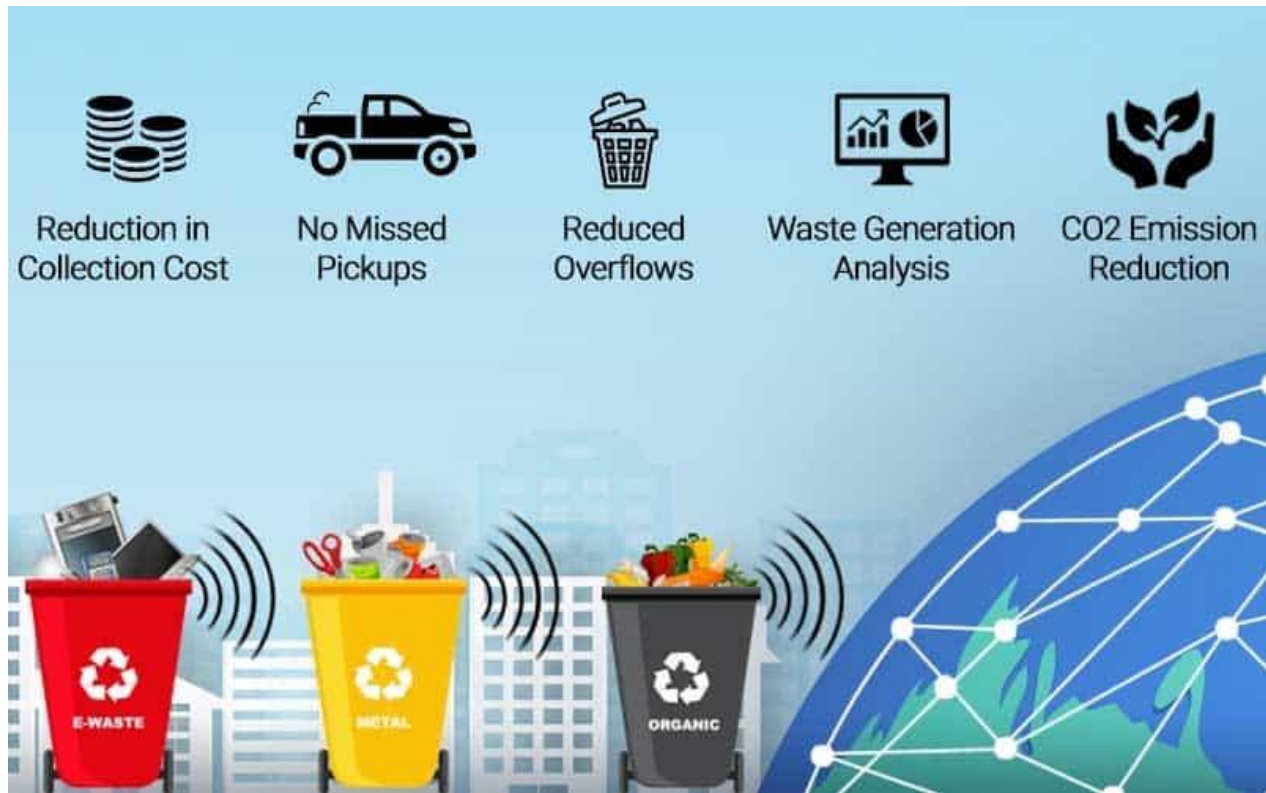 Reduction in
Collection Cost
No Missed
Pickups
Reduced
Overflows
Waste Generation
Analysis
CO2 Emission
Reduction
E-WASTE
METAL
ORGANIC